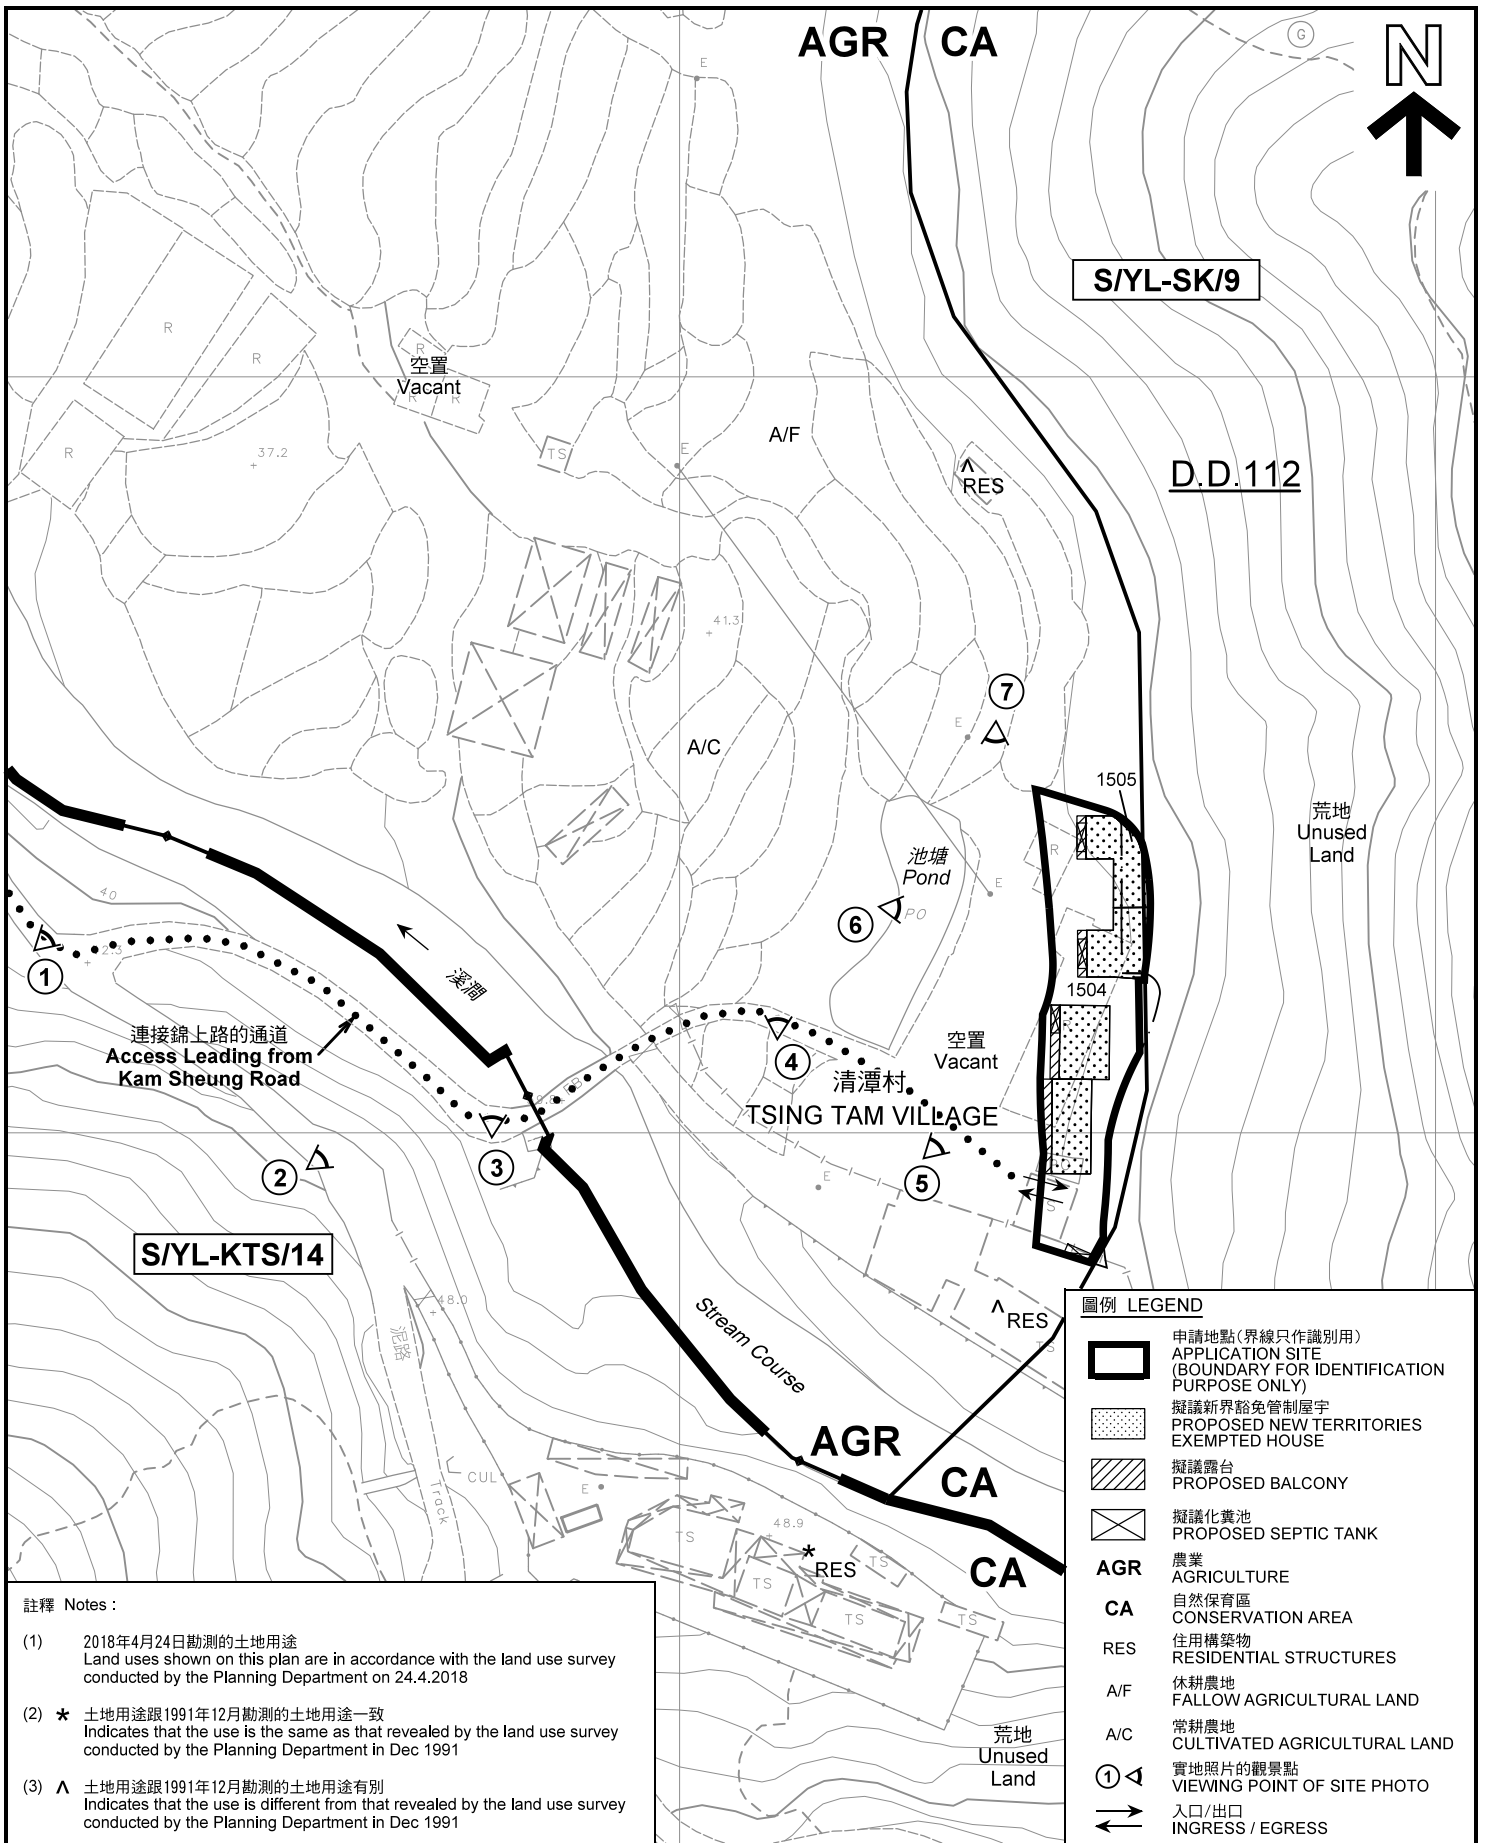 AGR CA
G
N
E
S/YL-SK/9
R
R
R
空置
Vacant
R
R
A/F
R
37.2
TS
E
^
RES
D.D.112
41.3
A/C
7
E
1505
荒地
Unused
Land
R
池塘
Pond
E
40
6
PO
2.3
1
溪澗
1504
R
連接錦上路的通道
Access Leading from
Kam Sheung Road
空置
Vacant
4
清潭村
TSING TAM VILLAGE
FB
3
2
5
E
S
S/YL-KTS/14
48.0
泥路
Stream Course
^
RES
TS
AGR
CUL
E
Track
CA
48.9
TS
*
RES
TS
CA
TS
TS
TS
荒地
Unused
Land
註釋 Notes :
(1) 2018年4月24日勘測的土地用途
Land uses shown on this plan are in accordance with the land use survey
conducted by the Planning Department on 24.4.2018
(2) * 土地用途跟1991年12月勘測的土地用途一致
Indicates that the use is the same as that revealed by the land use survey
conducted by the Planning Department in Dec 1991
(3) ^ 土地用途跟1991年12月勘測的土地用途有別
Indicates that the use is different from that revealed by the land use survey
conducted by the Planning Department in Dec 1991
圖例 LEGEND
申請地點(界線只作識別用)
APPLICATION SITE
(BOUNDARY FOR IDENTIFICATION
PURPOSE ONLY)
擬議新界豁免管制屋宇
PROPOSED NEW TERRITORIES
EXEMPTED HOUSE
擬議露台
PROPOSED BALCONY
擬議化糞池
PROPOSED SEPTIC TANK
AGR 農業
AGRICULTURE
CA 自然保育區
CONSERVATION AREA
RES 住用構築物
RESIDENTIAL STRUCTURES
A/F 休耕農地
FALLOW AGRICULTURAL LAND
A/C 常耕農地
CULTIVATED AGRICULTURAL LAND
1 實地照片的觀景點
VIEWING POINT OF SITE PHOTO
入口/出口
INGRESS / EGRESS